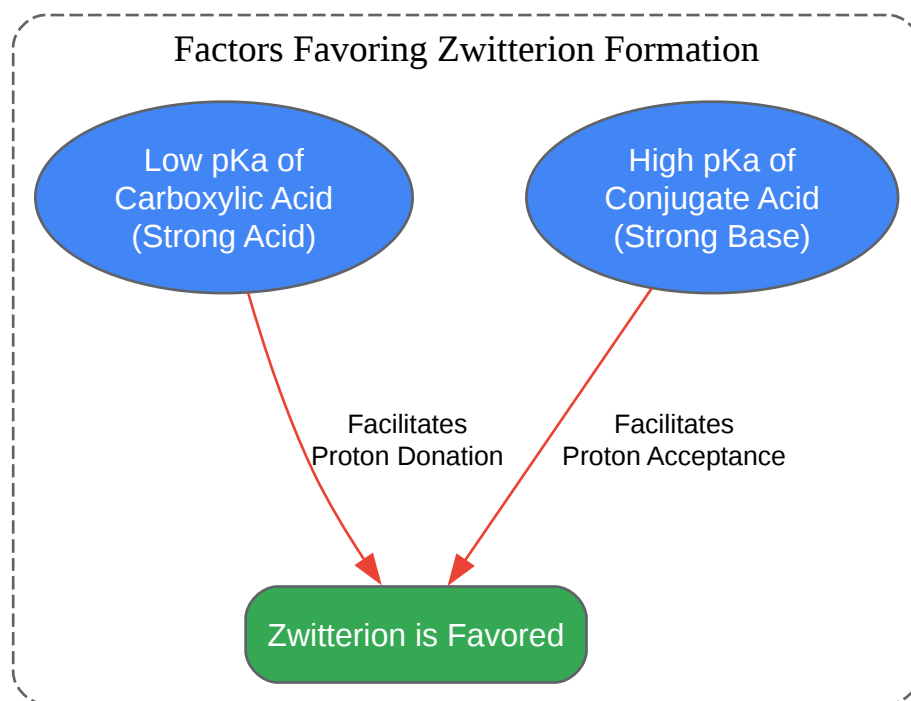 Factors Favoring Zwitterion Formation
Low pKa of
Carboxylic Acid
(Strong Acid)
High pKa of
Conjugate Acid
(Strong Base)
Facilitates
Proton Donation
Facilitates
Proton Acceptance
Zwitterion is Favored